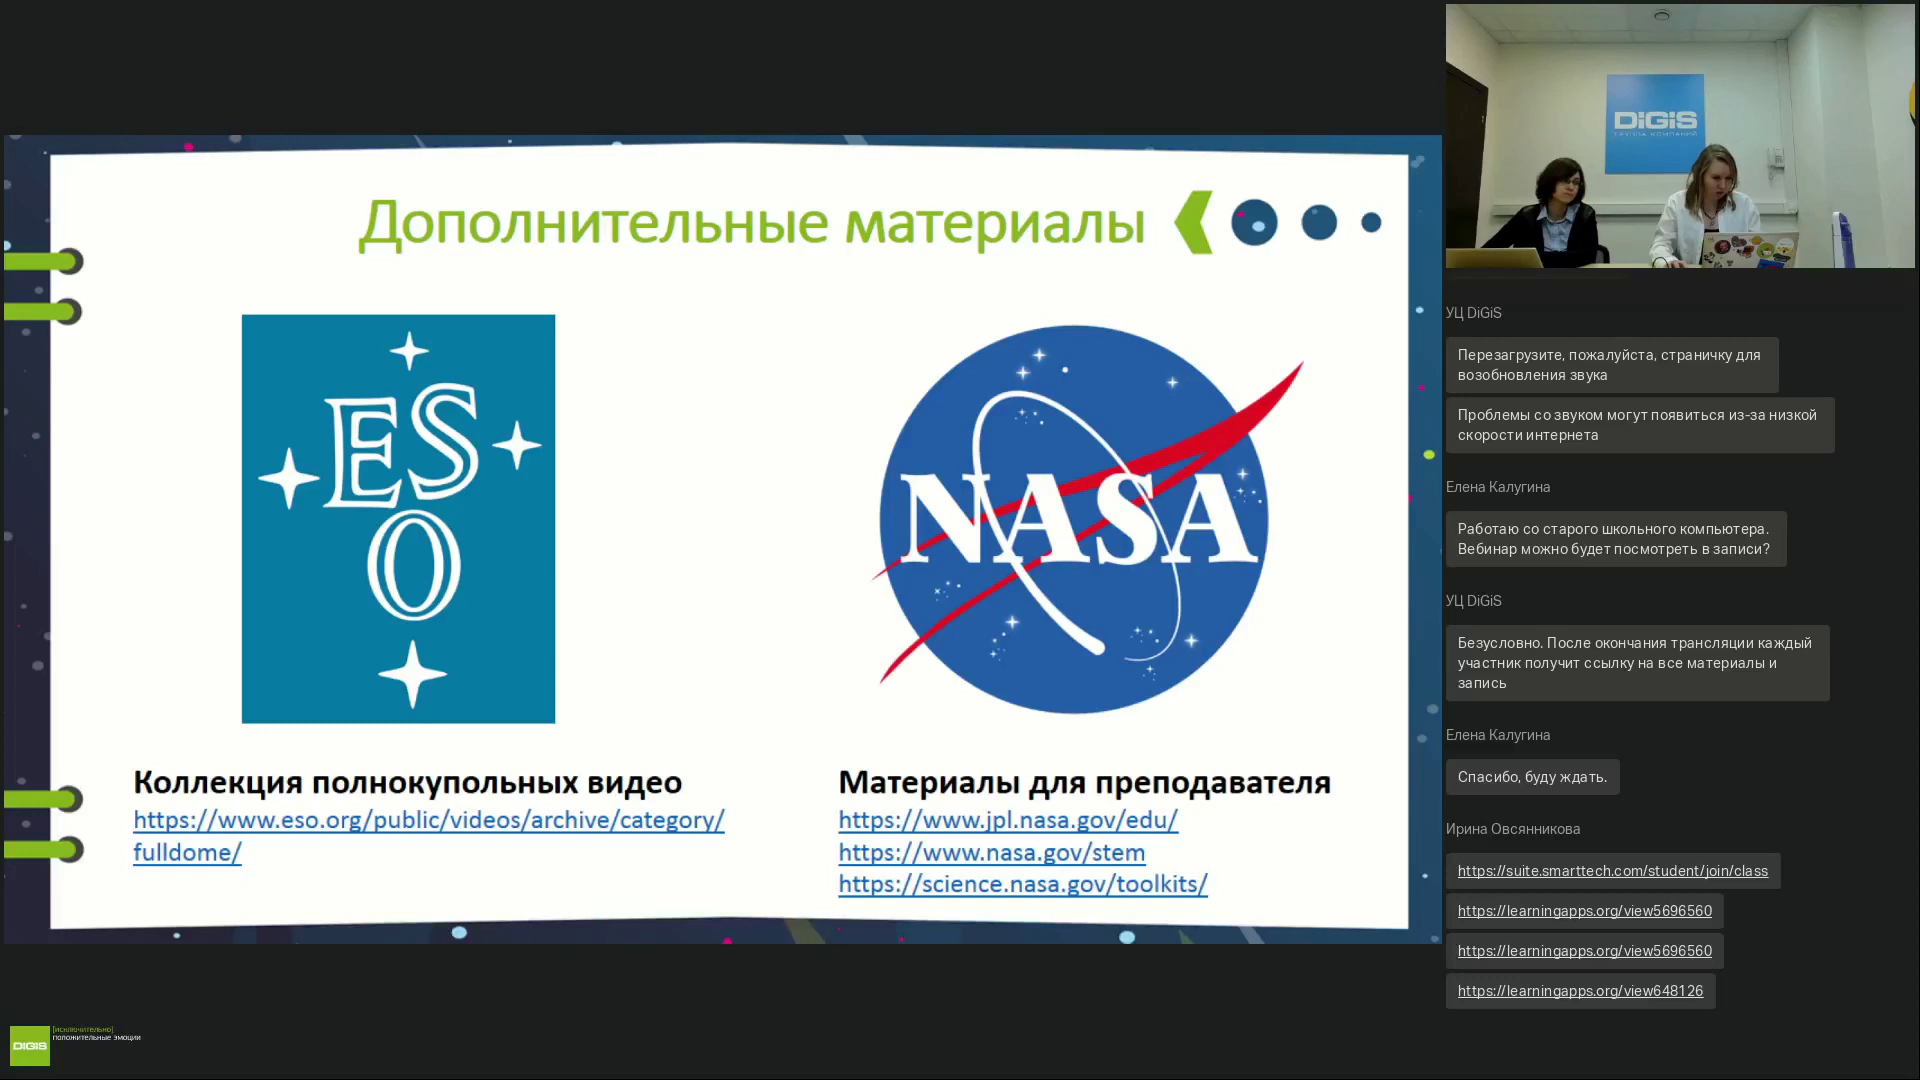 Дополнительные материалы
ESO
NASA
Коллекция полнокупольных видео
https://www.eso.org/public/videos/archive/category/
fulldome/
Материалы для преподавателя
https://www.jpl.nasa.gov/edu/
https://www.nasa.gov/stem
https://science.nasa.gov/toolkits/
DiGiS
ГРУППА КОМПАНИЙ
УЦ DiGiS
Перезагрузите, пожалуйста, страничку для
возобновления звука
Проблемы со звуком могут появиться из-за низкой
скорости интернета
Елена Калугина
Работаю со старого школьного компьютера.
Вебинар можно будет посмотреть в записи?
УЦ DiGiS
Безусловно. После окончания трансляции каждый
участник получит ссылку на все материалы и
запись
Елена Калугина
Спасибо, буду ждать.
Ирина Овсянникова
https://suite.smarttech.com/student/join/class
https://learningapps.org/view5696560
https://learningapps.org/view5696560
https://learningapps.org/view648126
DiGiS
[исключительно]
положительные эмоции